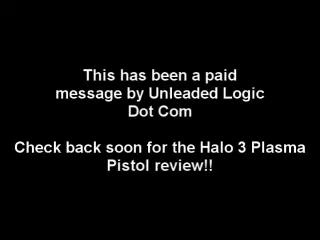 This has been a paid
message by Unleaded Logic
Dot Com
Check back soon for the Halo 3 Plasma
Pistol review!!